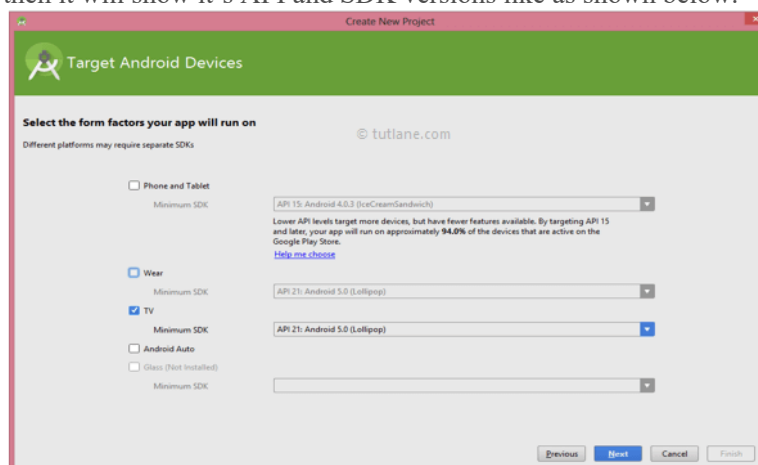 then it will show it's API and SDK versions like as shown below.
Create New Project
Target Android Devices
Select the form factors your app will run on
© tutlane.com
Different platforms may require separate SDKs
Phone and Tablet
Minimum SDK
API 15: Android 4.0.3 (IceCreamSandwich)
Lower API levels target more devices, but have fewer features available. By targeting API 15
and later, your app will run on approximately 94.0% of the devices that are active on the
Google Play Store.
Help me choose
Wear
Minimum SDK
API 21: Android 5.0 (Lollipop)
TV
Minimum SDK
API 21: Android 5.0 (Lollipop)
Android Auto
Glass (Not Installed)
Minimum SDK
Previous Next Cancel Finish